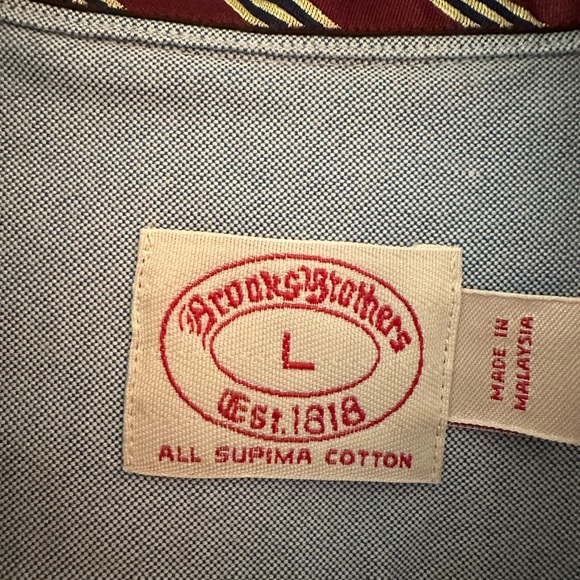 Brooks Brothers
L
Est. 1818
ALL SUPIMA COTTON
MADE IN
MALAYSIA